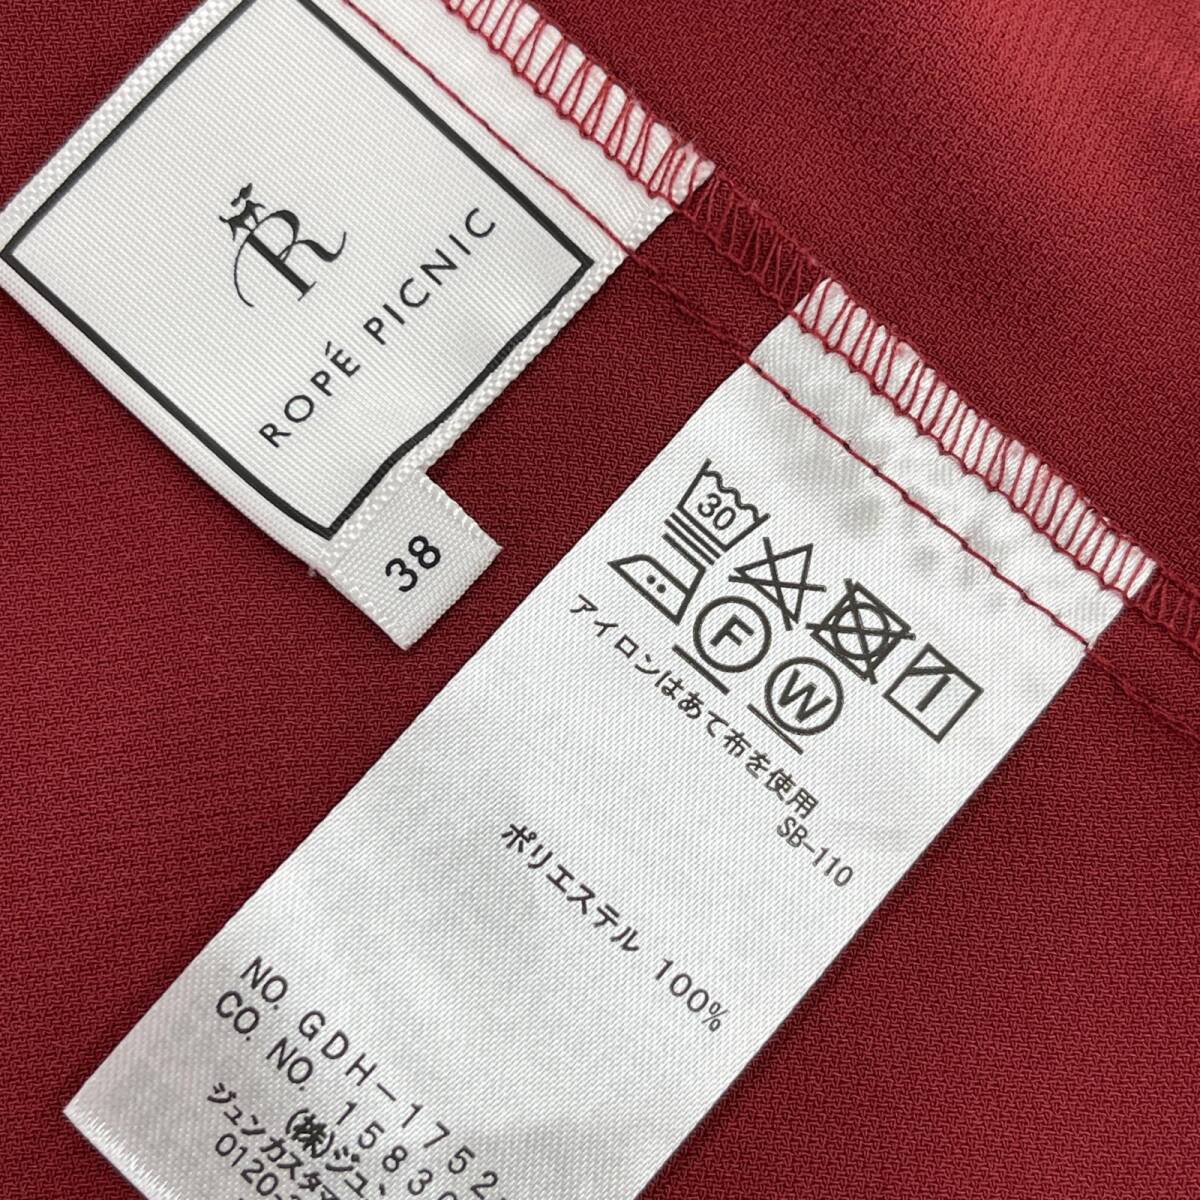 R
ROPÉ PICNIC
38
30
F
W
アイロンはあて布を使用
SB-110
ポリエステル 100%
NO. GDH-1752
CO. NO. 1583
(株)ジュン
ジュンカスタマ
0120-